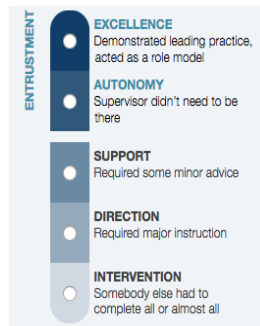 ENTRUSTMENT
EXCELLENCE
Demonstrated leading practice,
acted as a role model
AUTONOMY
Supervisor didn't need to be
there
SUPPORT
Required some minor advice
DIRECTION
Required major instruction
INTERVENTION
Somebody else had to
complete all or almost all